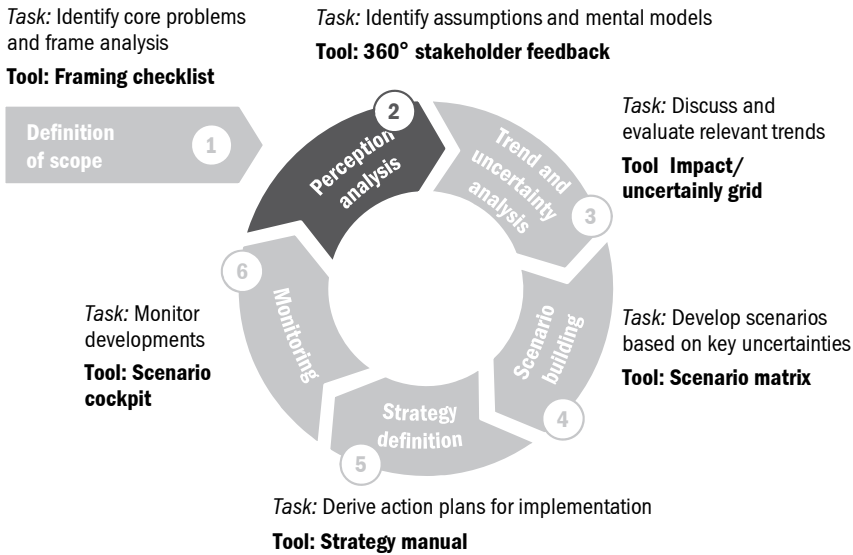 Task: Identify core problems
and frame analysis
Tool: Framing checklist
Definition
of scope
1
Task: Identify assumptions and mental models
Tool: 360° stakeholder feedback
2
Perception
analysis
Trend and
uncertainty
analysis
3
Task: Discuss and
evaluate relevant trends
Tool  Impact/
uncertainly grid
Scenario
building
4
Task: Develop scenarios
based on key uncertainties
Tool: Scenario matrix
Strategy
definition
5
Task: Derive action plans for implementation
Tool: Strategy manual
6
Monitoring
Task: Monitor
developments
Tool: Scenario
cockpit